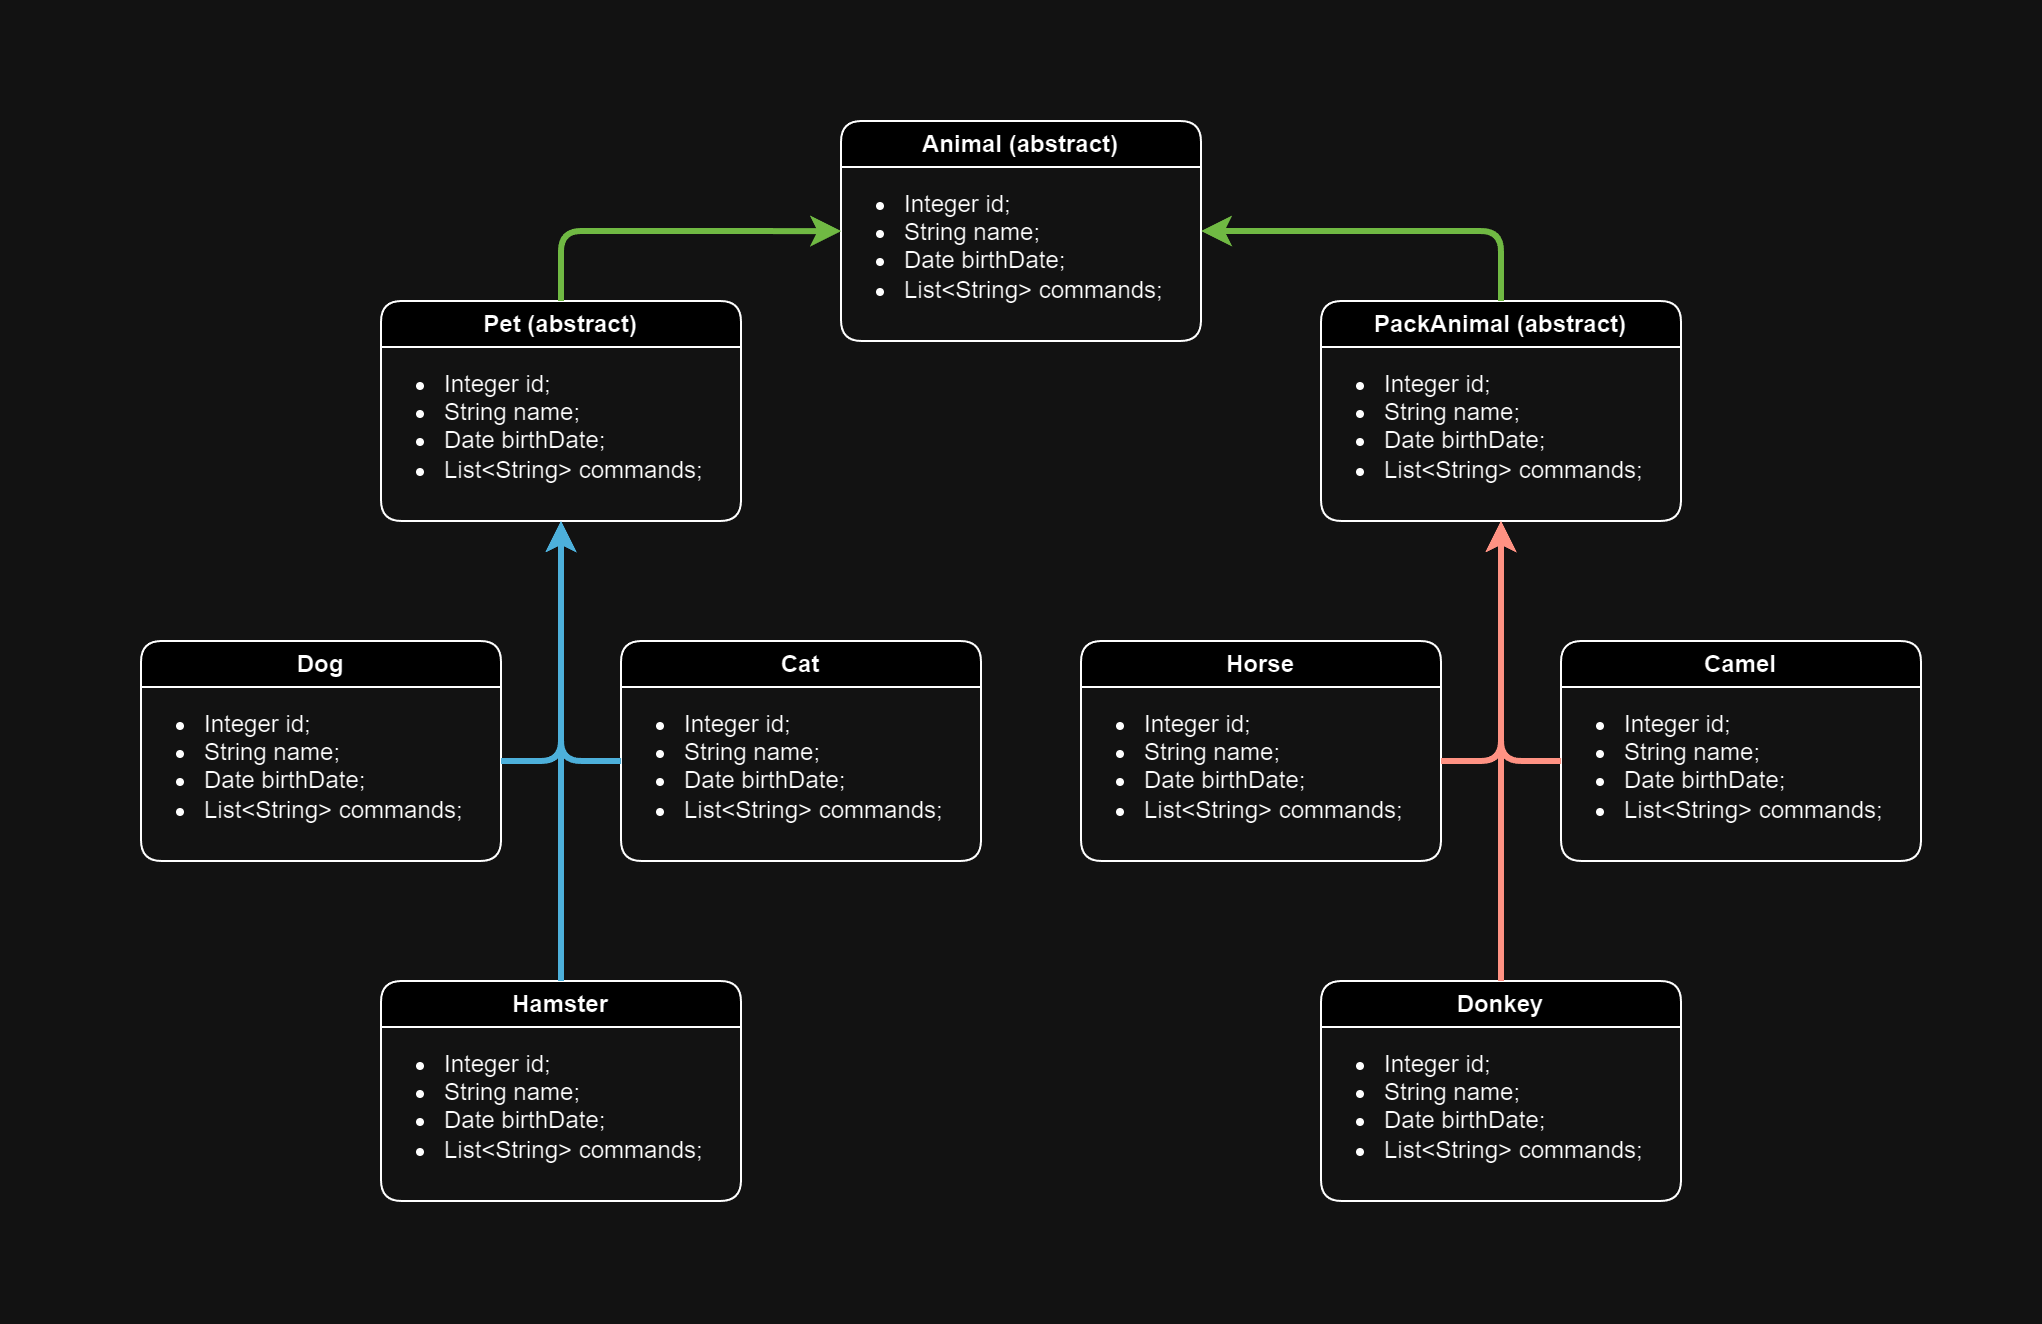 Animal (abstract)
Integer id;
String name;
Date birthDate;
List<String> commands;
Pet (abstract)
Integer id;
String name;
Date birthDate;
List<String> commands;
PackAnimal (abstract)
Integer id;
String name;
Date birthDate;
List<String> commands;
Dog
Integer id;
String name;
Date birthDate;
List<String> commands;
Cat
Integer id;
String name;
Date birthDate;
List<String> commands;
Horse
Integer id;
String name;
Date birthDate;
List<String> commands;
Camel
Integer id;
String name;
Date birthDate;
List<String> commands;
Hamster
Integer id;
String name;
Date birthDate;
List<String> commands;
Donkey
Integer id;
String name;
Date birthDate;
List<String> commands;